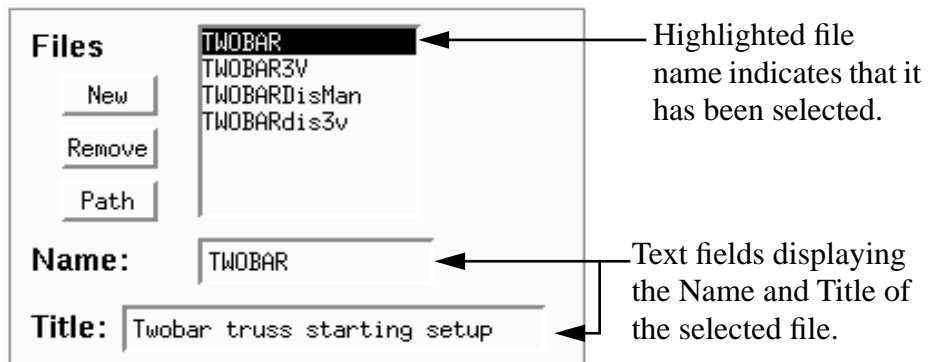 Files
New
Remove
Path
TWOBAR
TWOBAR3V
TWOBARDisMan
TWOBARdis3v
Highlighted file
name indicates that it
has been selected.
Name:
TWOBAR
Title:
Twobar truss starting setup
Text fields displaying
the Name and Title of
the selected file.